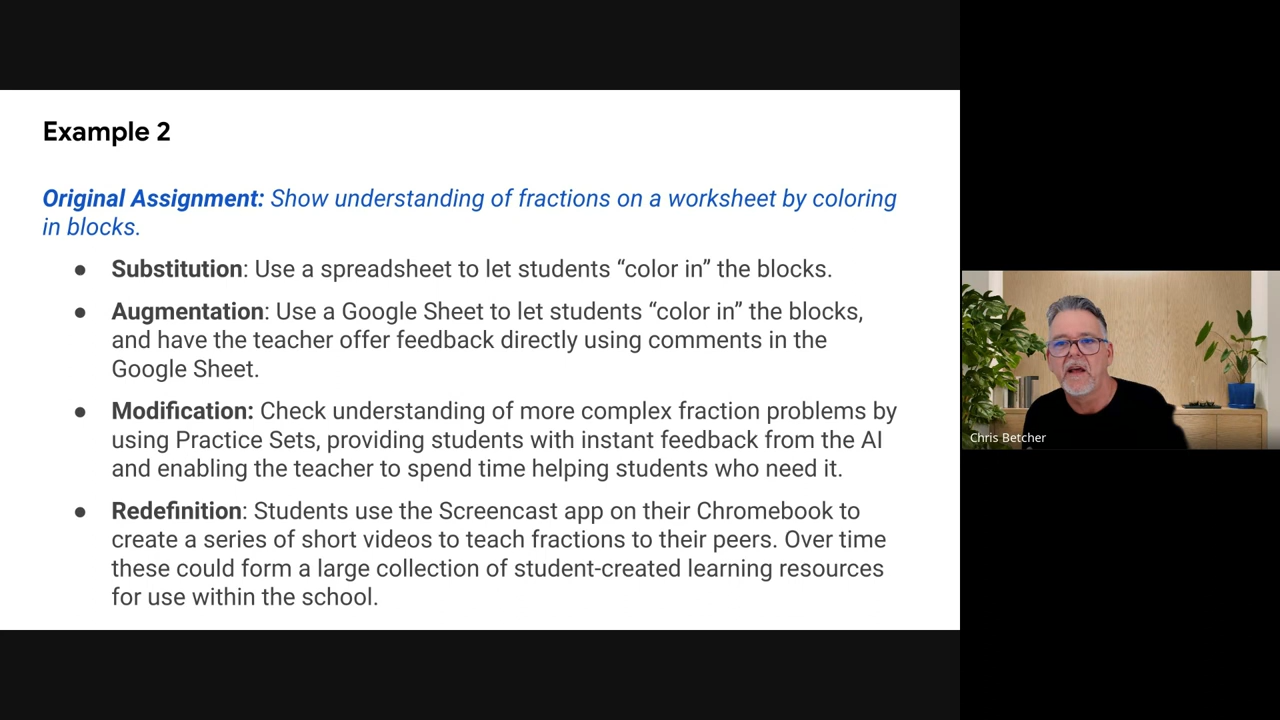 Example 2
Original Assignment: Show understanding of fractions on a worksheet by coloring
in blocks.
● Substitution: Use a spreadsheet to let students “color in” the blocks.
● Augmentation: Use a Google Sheet to let students “color in” the blocks,
and have the teacher offer feedback directly using comments in the
Google Sheet.
● Modification: Check understanding of more complex fraction problems by
using Practice Sets, providing students with instant feedback from the AI
and enabling the teacher to spend time helping students who need it.
● Redefinition: Students use the Screencast app on their Chromebook to
create a series of short videos to teach fractions to their peers. Over time
these could form a large collection of student-created learning resources
for use within the school.
Chris Betcher